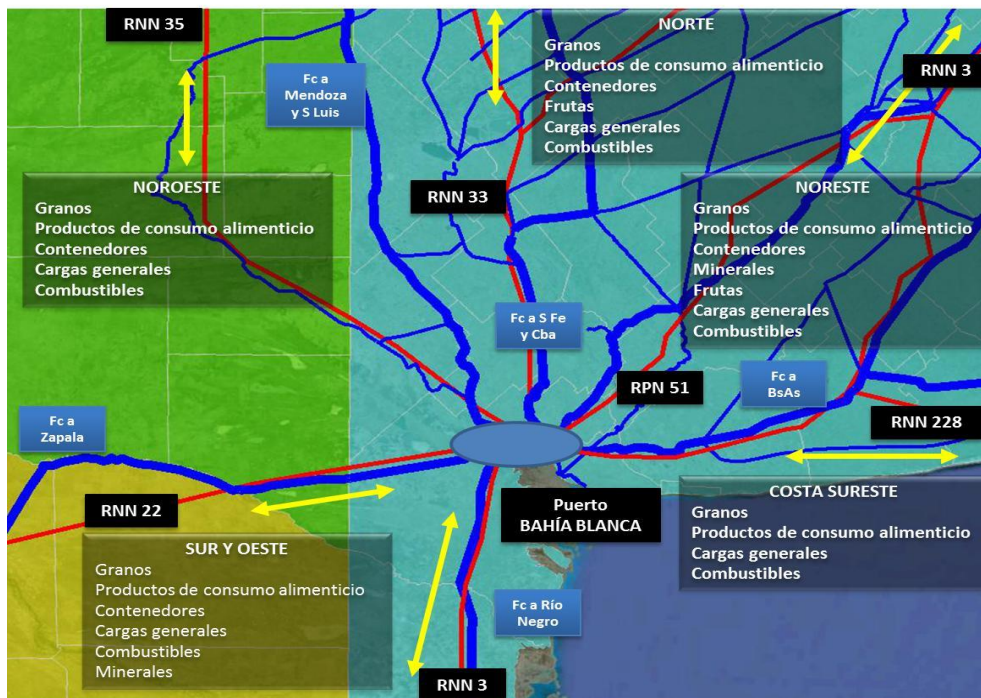 RNN 35
NORTE
Granos
Productos de consumo alimenticio
Contenedores
Frutas
Cargas generales
Combustibles
RNN 3
Fc a
Mendoza
y S Luis
NOROESTE
Granos
Productos de consumo alimenticio
Contenedores
Cargas generales
Combustibles
RNN 33
NORESTE
Granos
Productos de consumo alimenticio
Contenedores
Minerales
Frutas
Cargas generales
Combustibles
Fc a S Fe
y Cba
RPN 51
Fc a
BsAs
RNN 228
Fc a
Zapala
RNN 22
Puerto
BAHÍA BLANCA
COSTA SURESTE
Granos
Productos de consumo alimenticio
Cargas generales
Combustibles
SUR Y OESTE
Granos
Productos de consumo alimenticio
Contenedores
Cargas generales
Combustibles
Minerales
Fc a Río
Negro
RNN 3